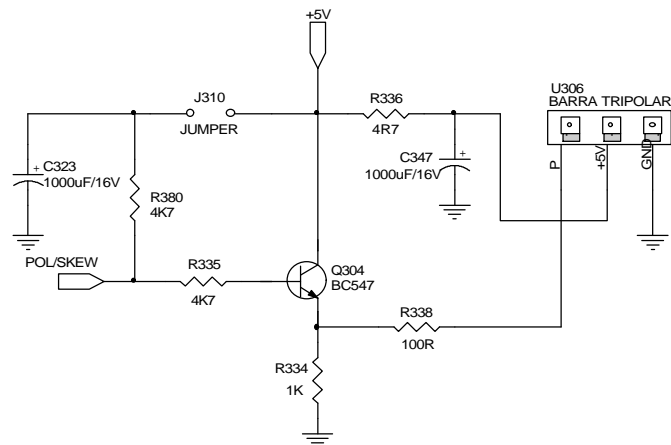 +5V
J310
JUMPER
R336
4R7
U306
BARRA TRIPOLAR
C323
1000uF/16V
C347
1000uF/16V
P
+5V
GND
R380
4K7
POL/SKEW
R335
4K7
Q304
BC547
R338
100R
R334
1K